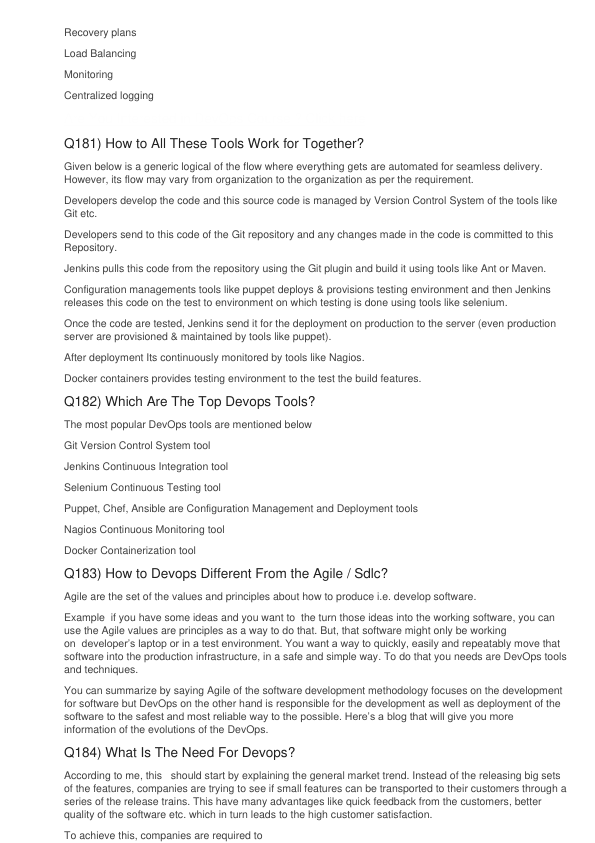 Recovery plans
Load Balancing
Monitoring
Centralized logging
Q181) How to All These Tools Work for Together?
Given below is a generic logical of the flow where everything gets are automated for seamless delivery.
However, its flow may vary from organization to the organization as per the requirement.
Developers develop the code and this source code is managed by Version Control System of the tools like
Git etc.
Developers send to this code of the Git repository and any changes made in the code is committed to this
Repository.
Jenkins pulls this code from the repository using the Git plugin and build it using tools like Ant or Maven.
Configuration managements tools like puppet deploys & provisions testing environment and then Jenkins
releases this code on the test to environment on which testing is done using tools like selenium.
Once the code are tested, Jenkins send it for the deployment on production to the server (even production
server are provisioned & maintained by tools like puppet).
After deployment Its continuously monitored by tools like Nagios.
Docker containers provides testing environment to the test the build features.
Q182) Which Are The Top Devops Tools?
The most popular DevOps tools are mentioned below
Git Version Control System tool
Jenkins Continuous Integration tool
Selenium Continuous Testing tool
Puppet, Chef, Ansible are Configuration Management and Deployment tools
Nagios Continuous Monitoring tool
Docker Containerization tool
Q183) How to Devops Different From the Agile / Sdlc?
Agile are the set of the values and principles about how to produce i.e. develop software.
Example  if you have some ideas and you want to  the turn those ideas into the working software, you can
use the Agile values are principles as a way to do that. But, that software might only be working
on  developer's laptop or in a test environment. You want a way to quickly, easily and repeatably move that
software into the production infrastructure, in a safe and simple way. To do that you needs are DevOps tools
and techniques.
You can summarize by saying Agile of the software development methodology focuses on the development
for software but DevOps on the other hand is responsible for the development as well as deployment of the
software to the safest and most reliable way to the possible. Here's a blog that will give you more
information of the evolutions of the DevOps.
Q184) What Is The Need For Devops?
According to me, this   should start by explaining the general market trend. Instead of the releasing big sets
of the features, companies are trying to see if small features can be transported to their customers through a
series of the release trains. This have many advantages like quick feedback from the customers, better
quality of the software etc. which in turn leads to the high customer satisfaction.
To achieve this, companies are required to